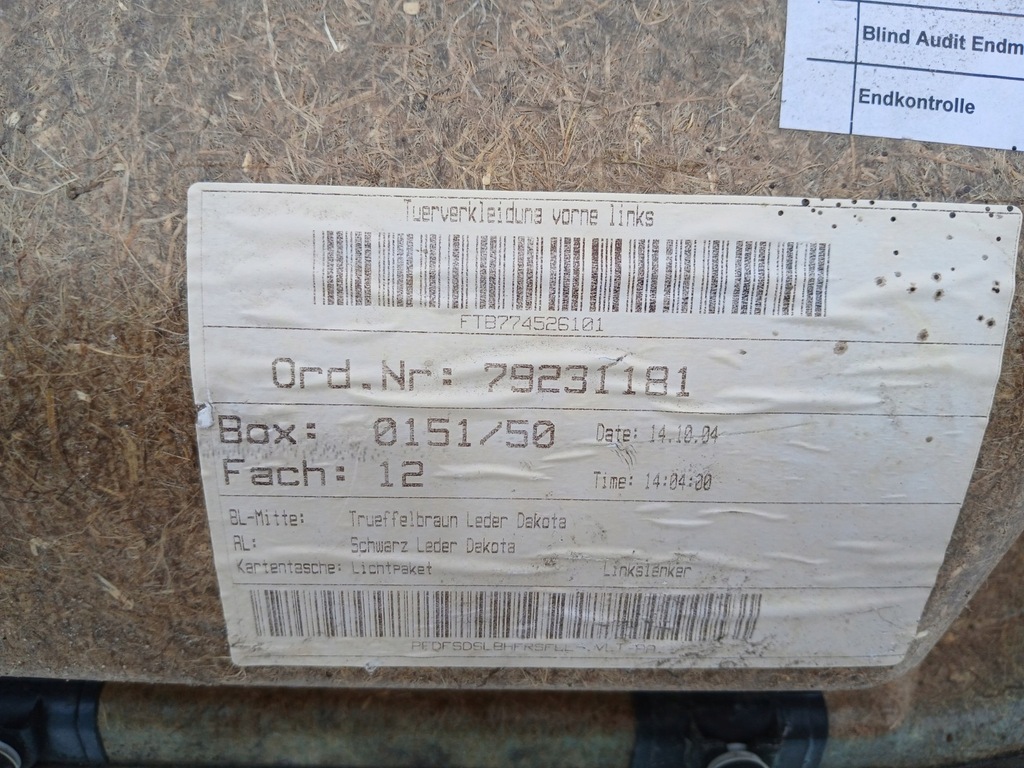 Blind Audit Endm
Endkontrolle
Tuerverkleidung vorne links
FTB774526101
Ord.Nr: 79231181
Box: 0151/50 Date: 14.10.04
Fach: 12 Time: 14:04:00
BL-Mitte: Trueffelbraun Leder Dakota
AL: Schwarz Leder Dakota
Kartentasche: Lichtpaket Linkslenker